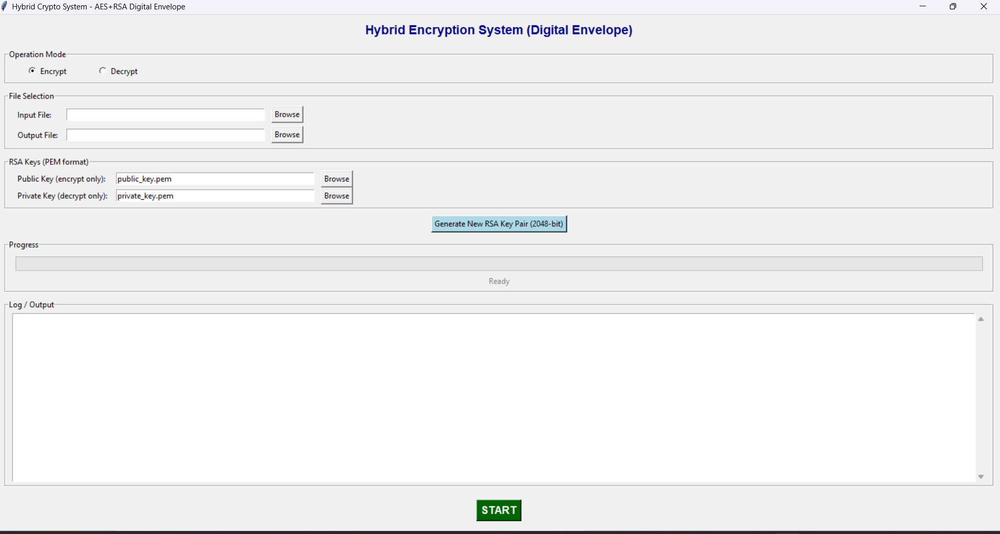 Hybrid Crypto System - AES+RSA Digital Envelope
Hybrid Encryption System (Digital Envelope)
Operation Mode
Encrypt Decrypt
File Selection
Input File: Browse
Output File: Browse
RSA Keys (PEM format)
Public Key (encrypt only): public_key.pem Browse
Private Key (decrypt only): private_key.pem Browse
Generate New RSA Key Pair (2048-bit)
Progress
Ready
Log / Output
START